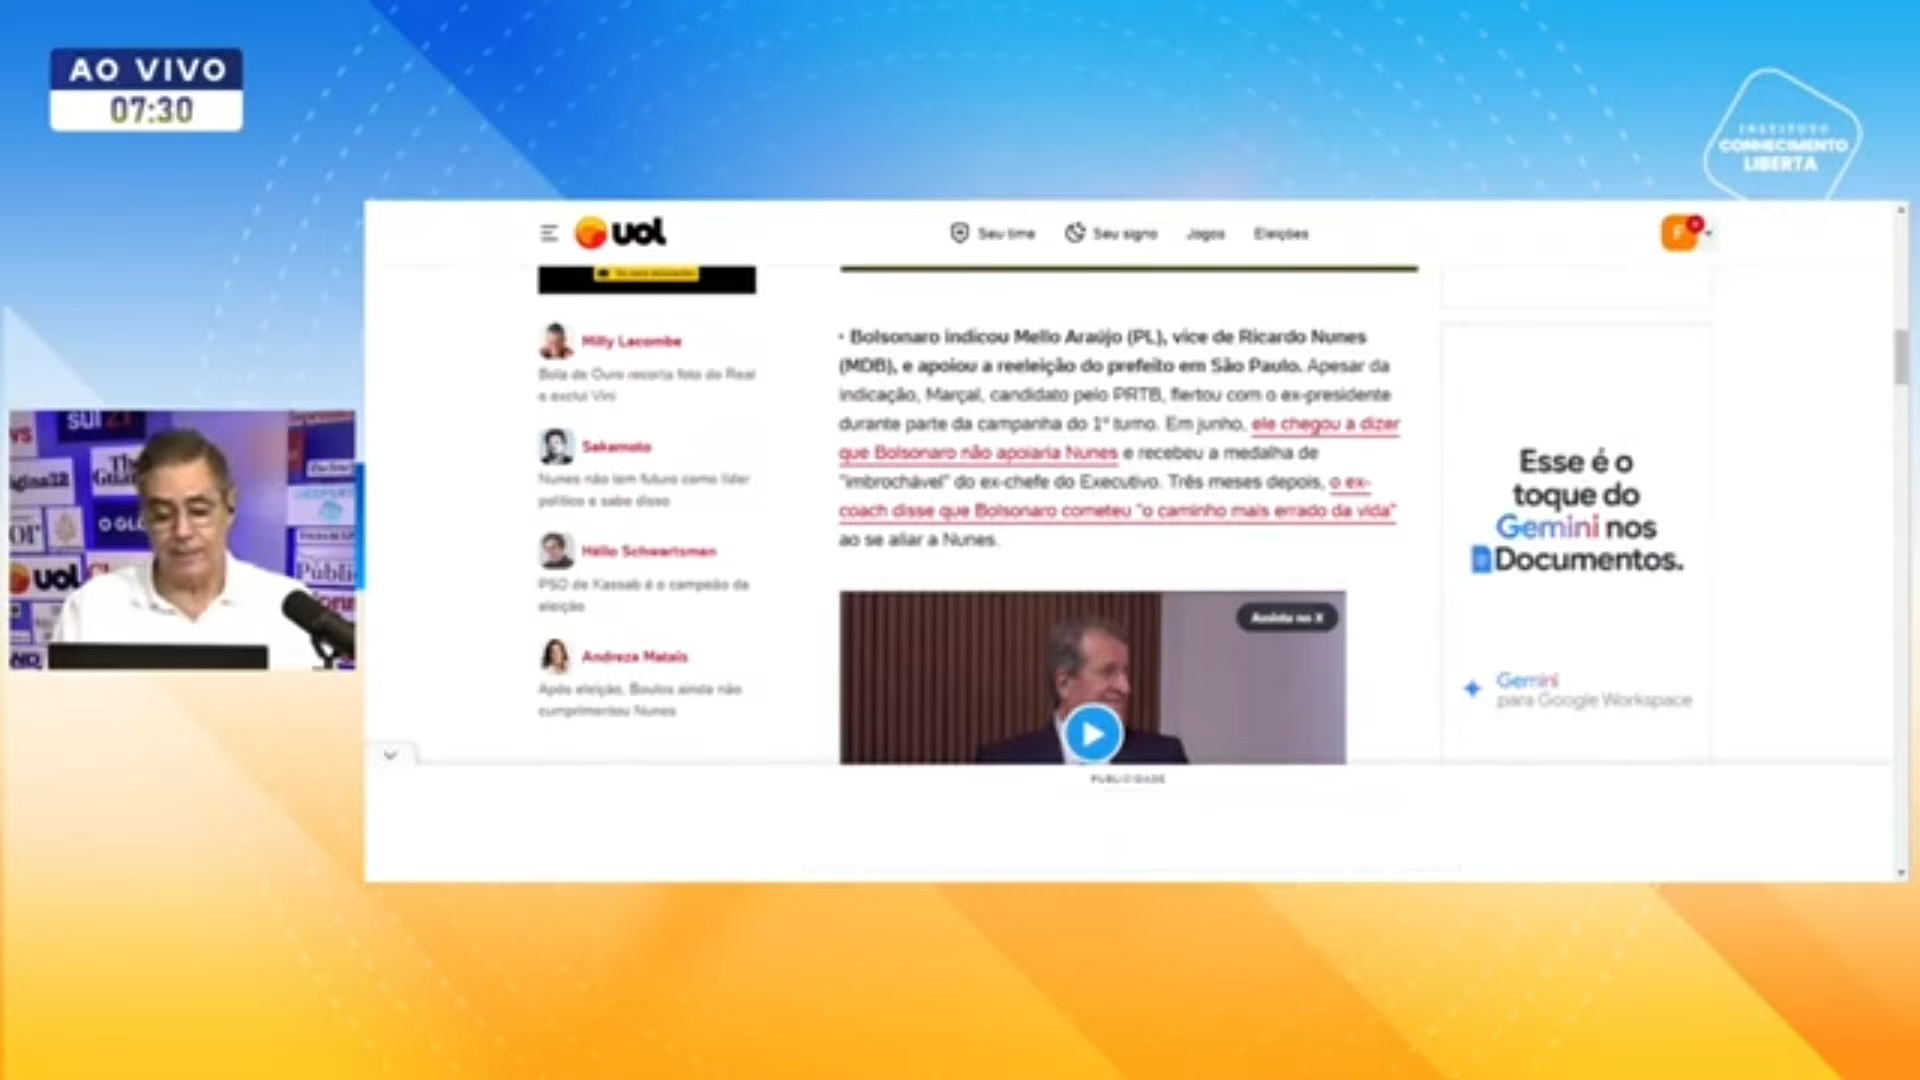 AO VIVO
07:30
INSTITUTO
CONHECIMENTO
LIBERTA
uol
Seu time
Seu signo
Jogos
Eleições
F
Milly Lacombe
Bola de Ouro recorta foto do Real
e exclui Vini
Sakamoto
Nunes não tem futuro como líder
político e sabe disso
Hélio Schwartsman
PSD de Kassab é o campeão da
eleição
Andreza Matais
Após eleição, Boulos ainda não
cumprimentou Nunes
• Bolsonaro indicou Mello Araújo (PL), vice de Ricardo Nunes
(MDB), e apoiou a reeleição do prefeito em São Paulo. Apesar da
indicação, Marçal, candidato pelo PRTB, flertou com o ex-presidente
durante parte da campanha do 1º turno. Em junho, ele chegou a dizer
que Bolsonaro não apoiaria Nunes e recebeu a medalha de
"imbrochável" do ex-chefe do Executivo. Três meses depois, o ex-
coach disse que Bolsonaro cometeu "o caminho mais errado da vida"
ao se aliar a Nunes.
Assista no X
PUBLICIDADE
Esse é o
toque do
Gemini nos
Documentos.
Gemini
para Google Workspace
sul21
The
O GLO
uol
Públi